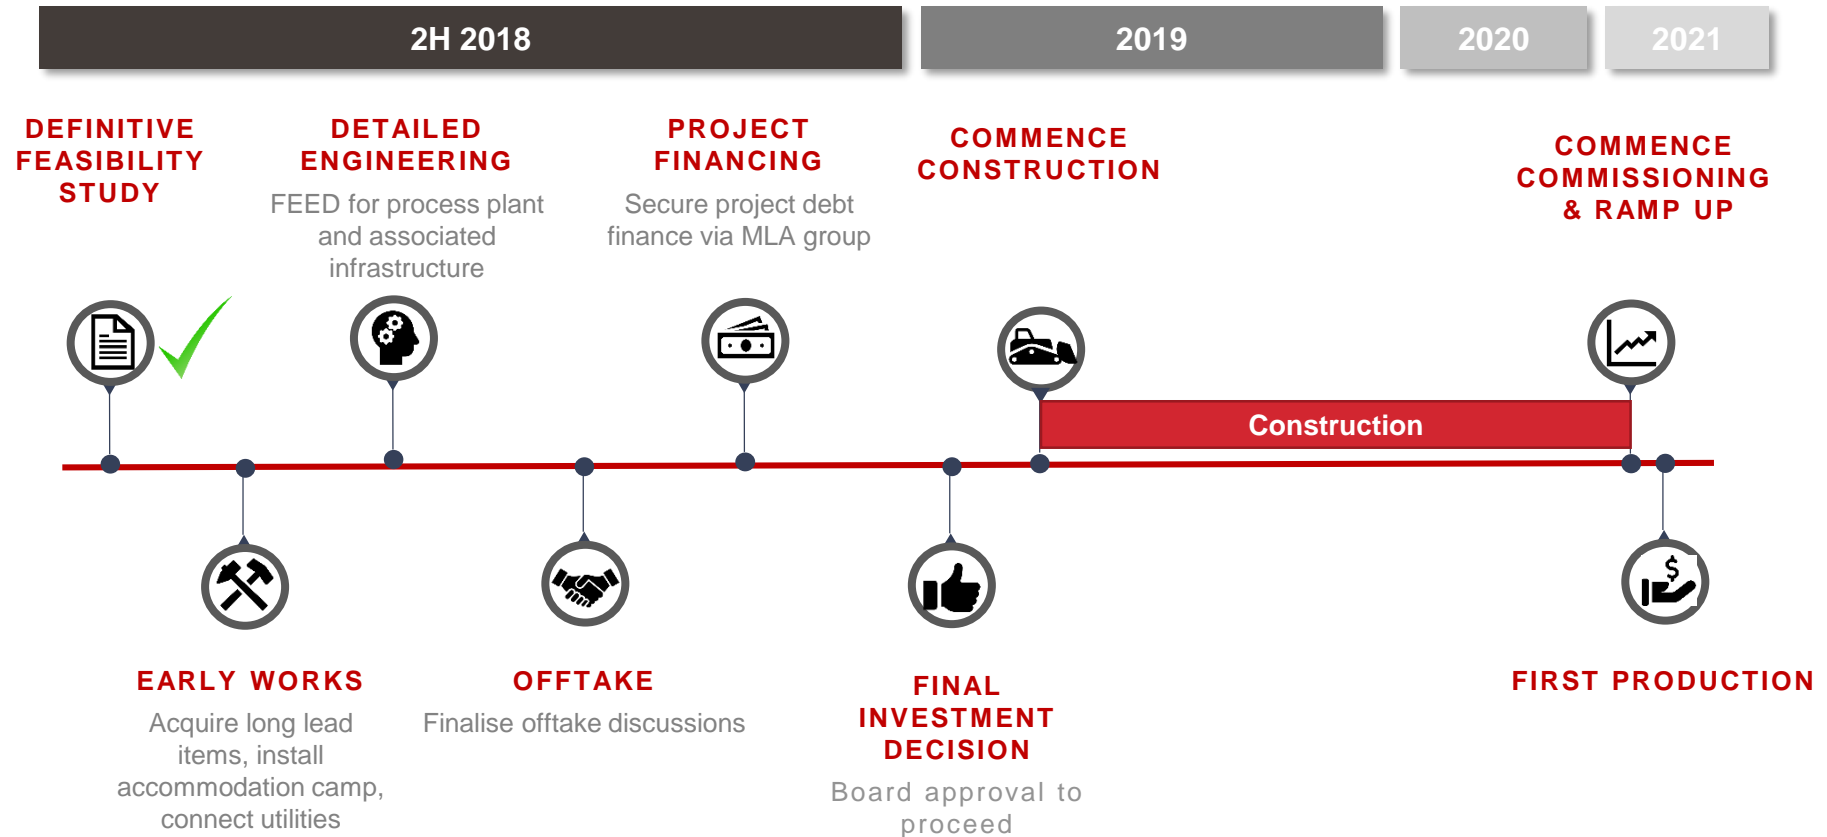 2H 2018
2019
2020
2021
DEFINITIVE
FEASIBILITY
STUDY
DETAILED
ENGINEERING
FEED for process plant
and associated
infrastructure
PROJECT
FINANCING
Secure project debt
finance via MLA group
COMMENCE
CONSTRUCTION
COMMENCE
COMMISSIONING
& RAMP UP
Construction
$
EARLY WORKS
Acquire long lead
items, install
accommodation camp,
connect utilities
OFFTAKE
Finalise offtake discussions
FINAL
INVESTMENT
DECISION
Board approval to
proceed
FIRST PRODUCTION